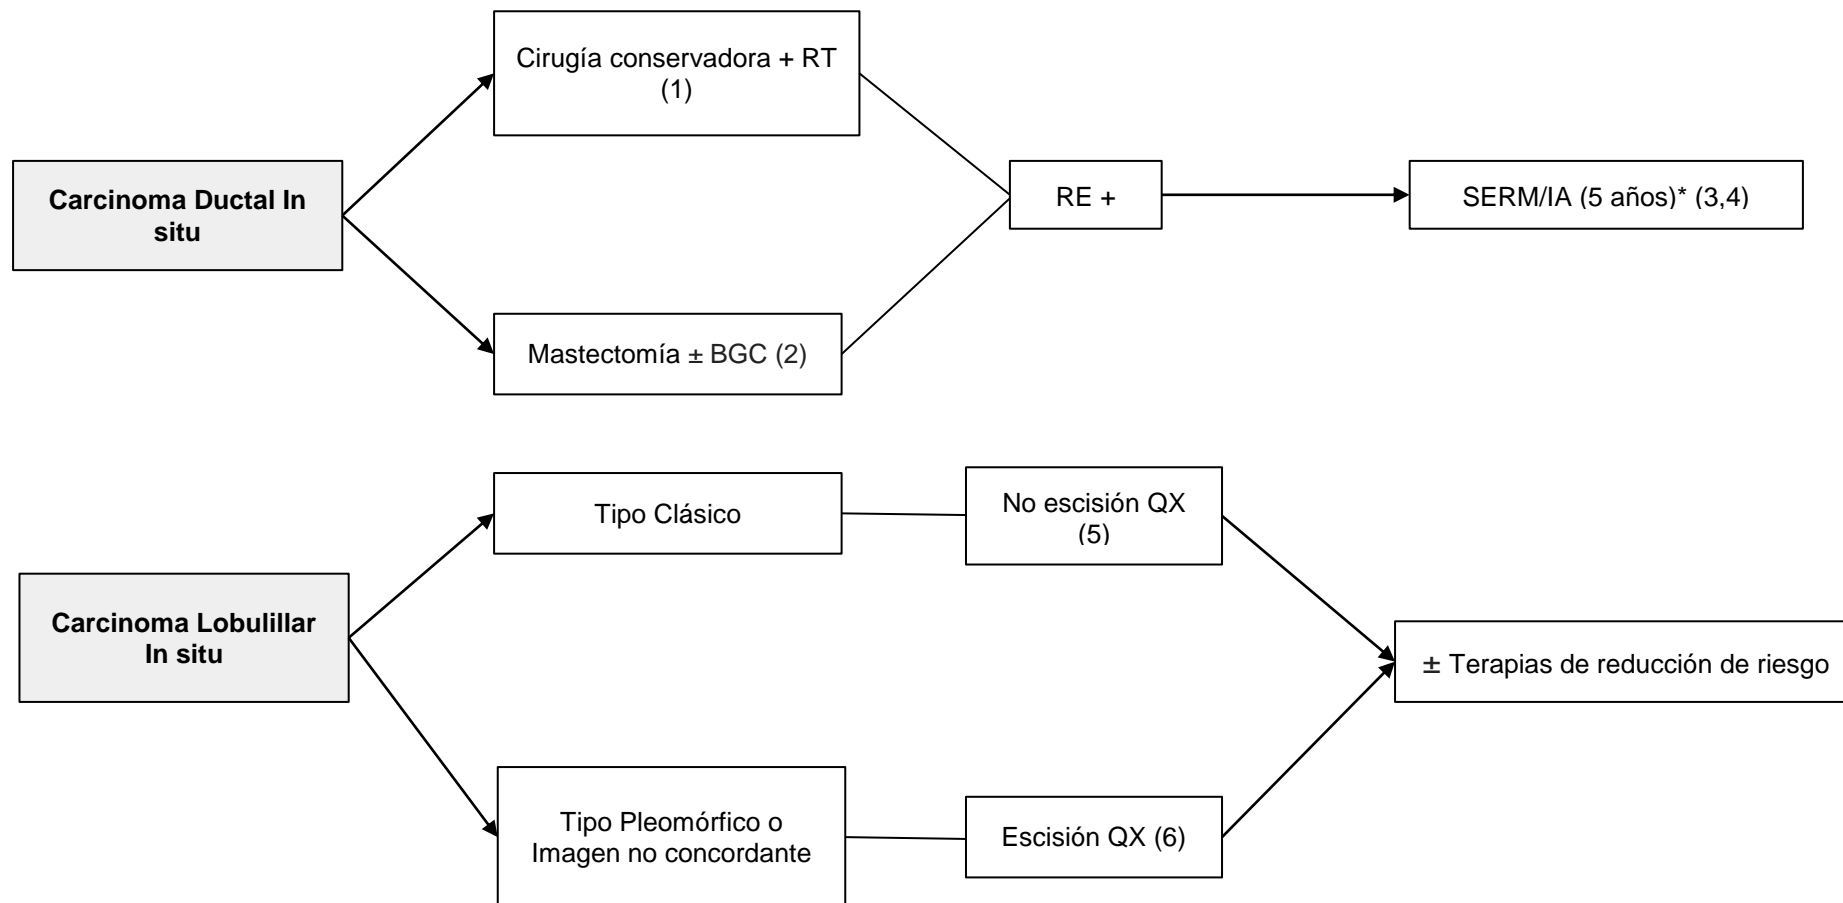 Cirugía conservadora + RT
(1)
Carcinoma Ductal In
situ
RE +
SERM/IA (5 años)* (3,4)
Mastectomía ± BGC (2)
Tipo Clásico
No escisión QX
(5)
Carcinoma Lobulillar
In situ
± Terapias de reducción de riesgo
Tipo Pleomórfico o
Imagen no concordante
Escisión QX (6)